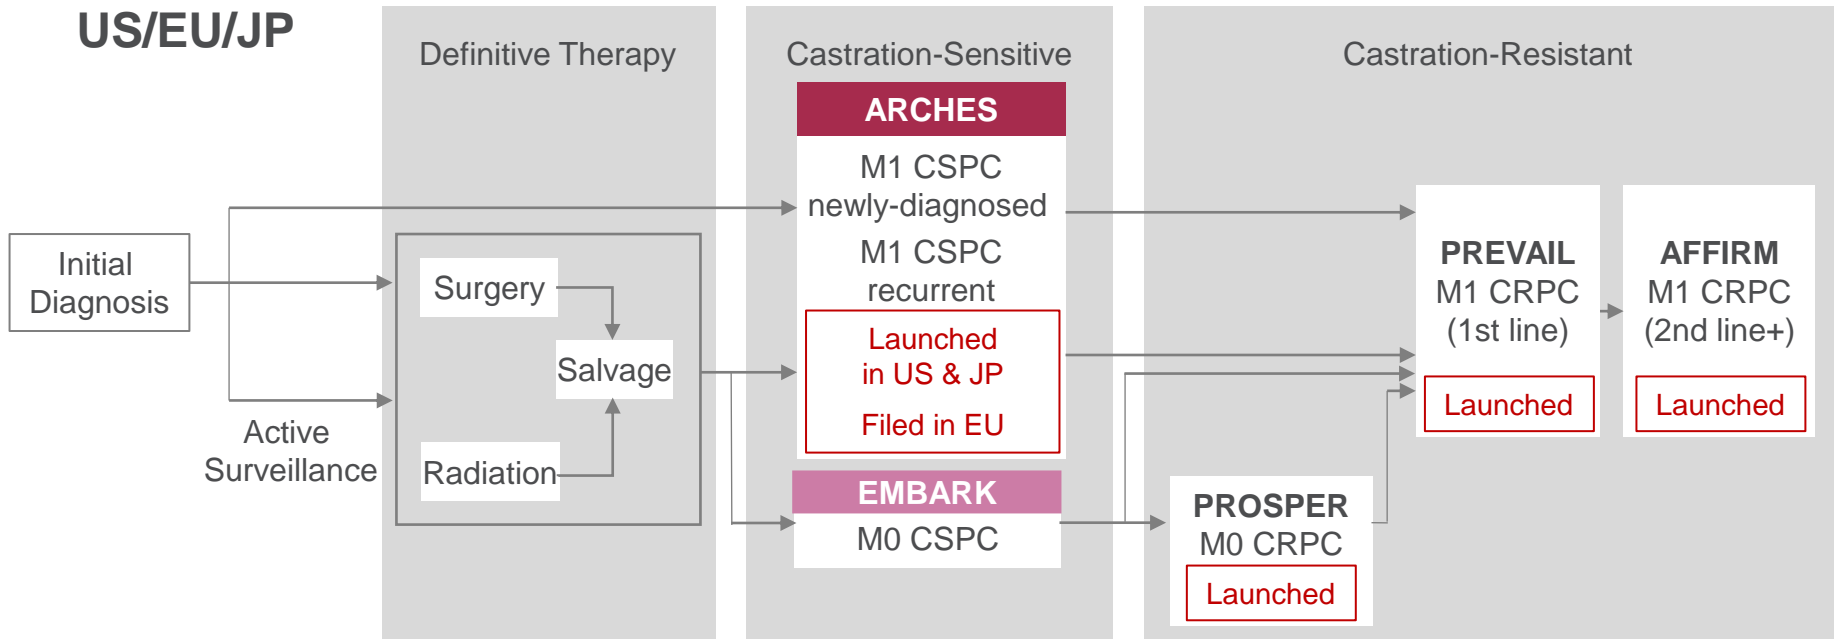 US/EU/JP
Definitive Therapy
Castration-Sensitive
Castration-Resistant
Initial
Diagnosis
Active
Surveillance
Surgery
Salvage
Radiation
ARCHES
M1 CSPC
newly-diagnosed
M1 CSPC
recurrent
Launched
in US & JP
Filed in EU
EMBARK
M0 CSPC
PROSPER
M0 CRPC
Launched
PREVAIL
M1 CRPC
(1st line)
Launched
AFFIRM
M1 CRPC
(2nd line+)
Launched